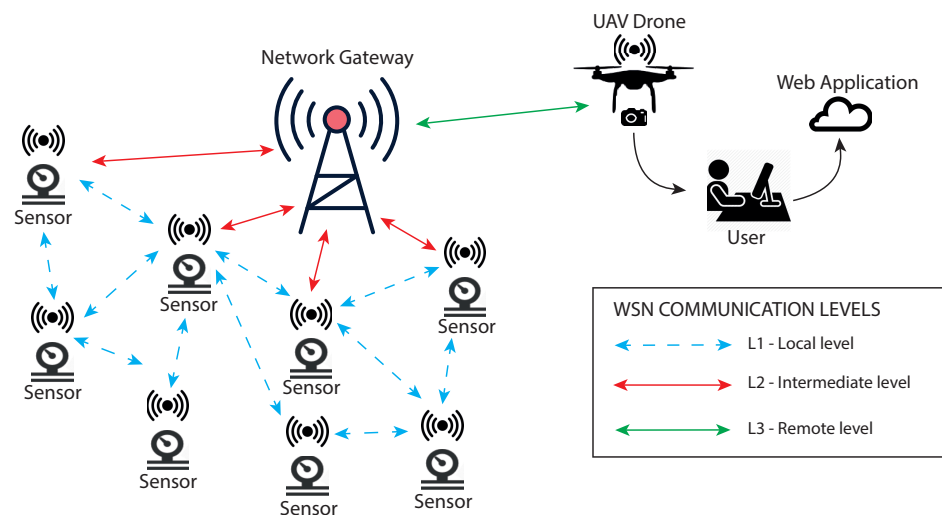 UAV Drone
Network Gateway
Web Application
Sensor
User
Sensor
Sensor
Sensor
Sensor
Sensor
Sensor
Sensor
Sensor
WSN COMMUNICATION LEVELS
L1 - Local level
L2 - Intermediate level
L3 - Remote level